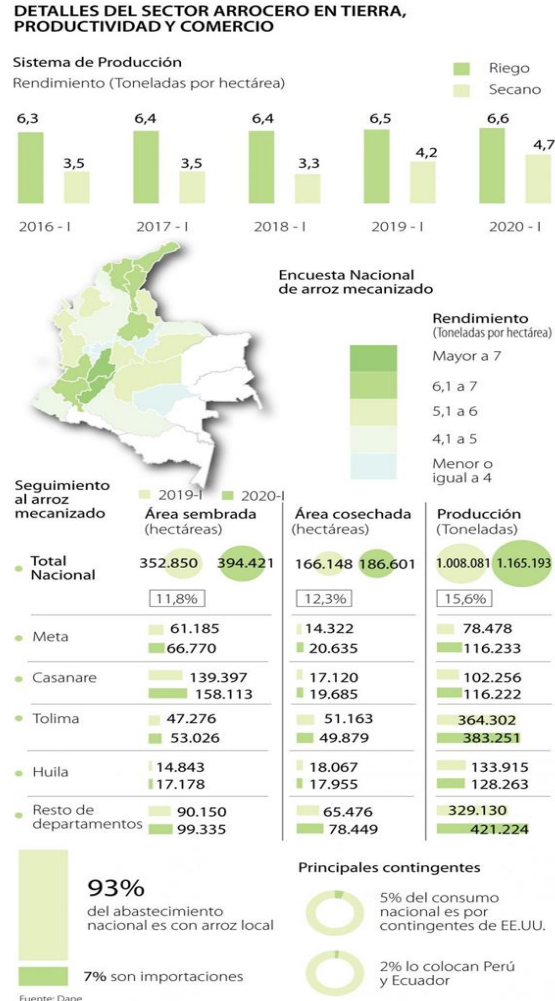 DETALLES DEL SECTOR ARROCERO EN TIERRA,
PRODUCTIVIDAD Y COMERCIO
Sistema de Producción
Rendimiento (Toneladas por hectárea)
Riego
Secano
6,3 3,5 6,4 3,5 6,4 3,3 6,5 4,2 6,6 4,7
2016 - I 2017 - I 2018 - I 2019 - I 2020 - I
Encuesta Nacional
de arroz mecanizado
Rendimiento
(Toneladas por hectárea)
Mayor a 7
6,1 a 7
5,1 a 6
4,1 a 5
Menor o
igual a 4
Seguimiento
al arroz
mecanizado
2019-I 2020-I
Área sembrada
(hectáreas)
Área cosechada
(hectáreas)
Producción
(Toneladas)
Total
Nacional
352.850 394.421 166.148 186.601 1.008.081 1.165.193
11,8% 12,3% 15,6%
Meta
61.185 14.322 78.478
66.770 20.635 116.233
Casanare
139.397 17.120 102.256
158.113 19.685 116.222
Tolima
47.276 51.163 364.302
53.026 49.879 383.251
Huila
14.843 18.067 133.915
17.178 17.955 128.263
Resto de
departamentos
90.150 65.476 329.130
99.335 78.449 421.224
93%
del abastecimiento
nacional es con arroz local
7% son importaciones
Principales contingentes
5% del consumo
nacional es por
contingentes de EE.UU.
2% lo colocan Perú
y Ecuador
Fuente: Dane